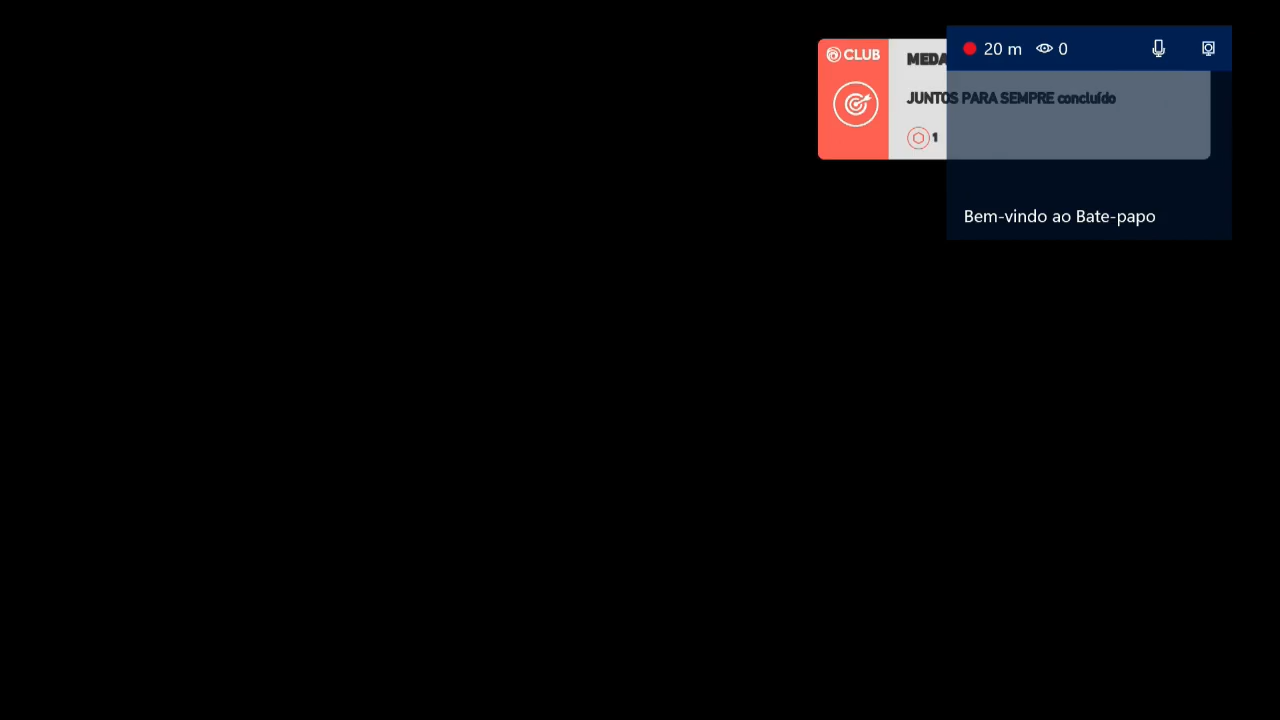 CLUB
MEDA
JUNTOS PARA SEMPRE concluído
1
20 m 0
Bem-vindo ao Bate-papo